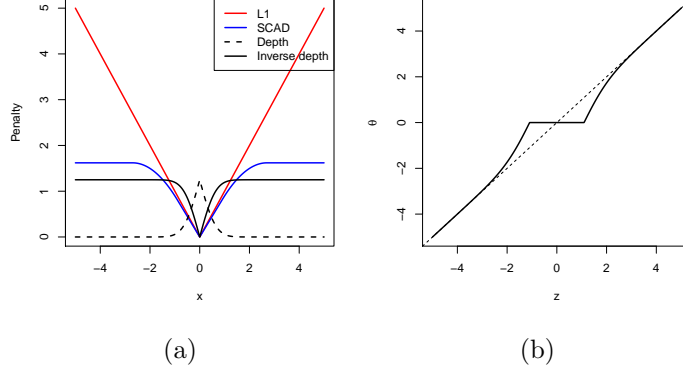 5
4
3
2
1
0
Penalty
L1
SCAD
Depth
Inverse depth
−4 −2 0 2 4
x
4
2
0
−2
−4
θ
−4 −2 0 2 4
z
(a) (b)